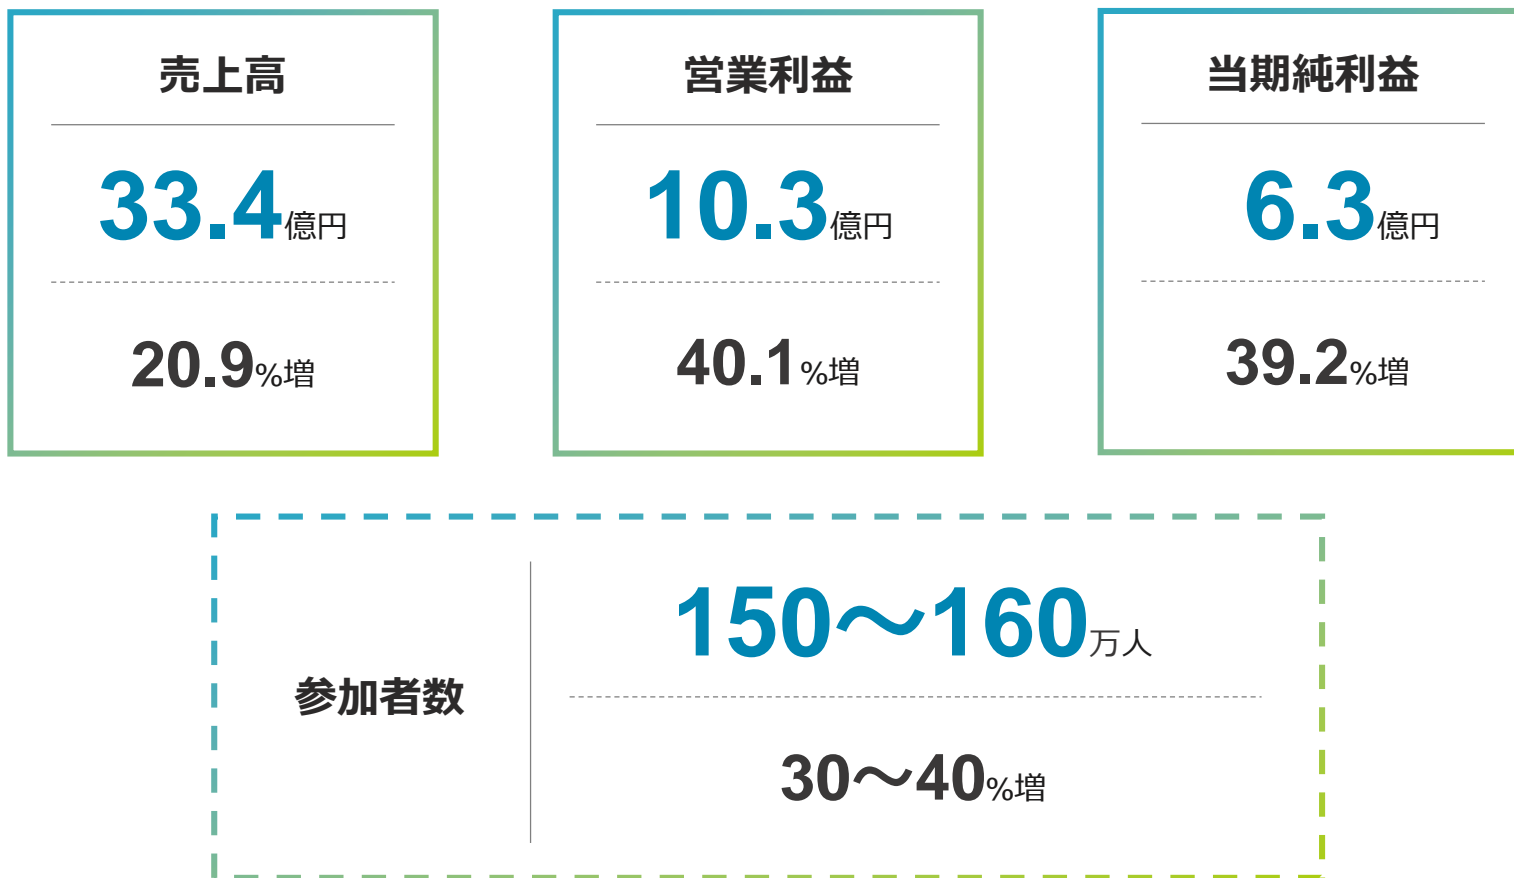 売上高
33.4億円
20.9%増
営業利益
10.3億円
40.1%増
当期純利益
6.3億円
39.2%増
参加者数
150～160万人
30～40%増